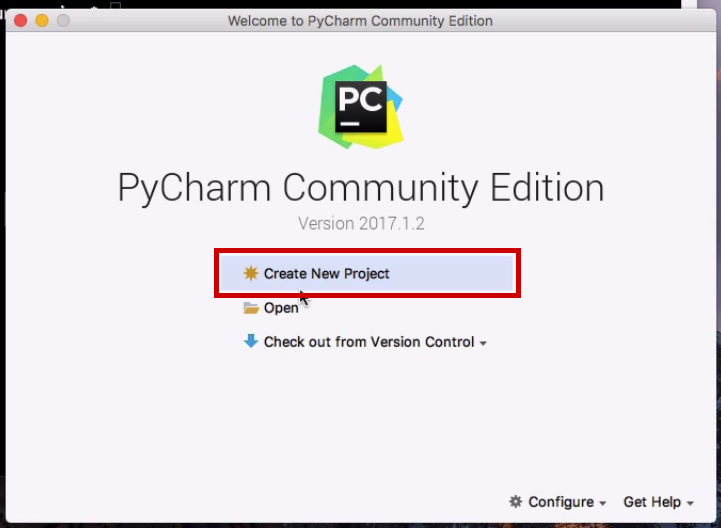 Welcome to PyCharm Community Edition
PC
PyCharm Community Edition
Version 2017.1.2
Create New Project
Open
Check out from Version Control
Configure
Get Help